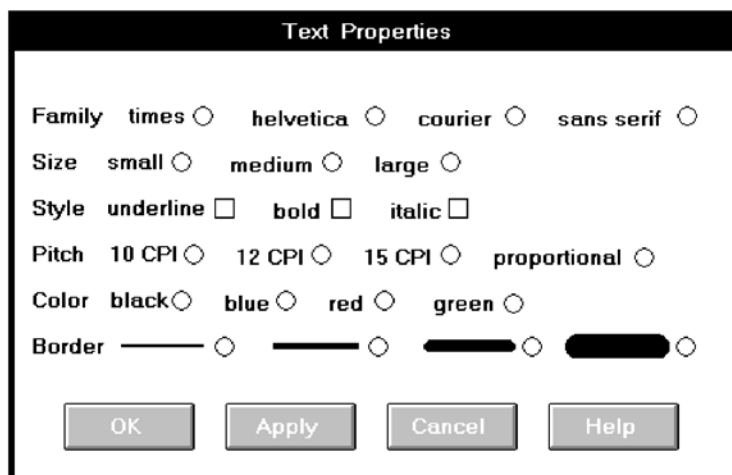 Text Properties
Family times helvetica courier sans serif
Size small medium large
Style underline bold italic
Pitch 10 CPI 12 CPI 15 CPI proportional
Color black blue red green
Border
OK Apply Cancel Help